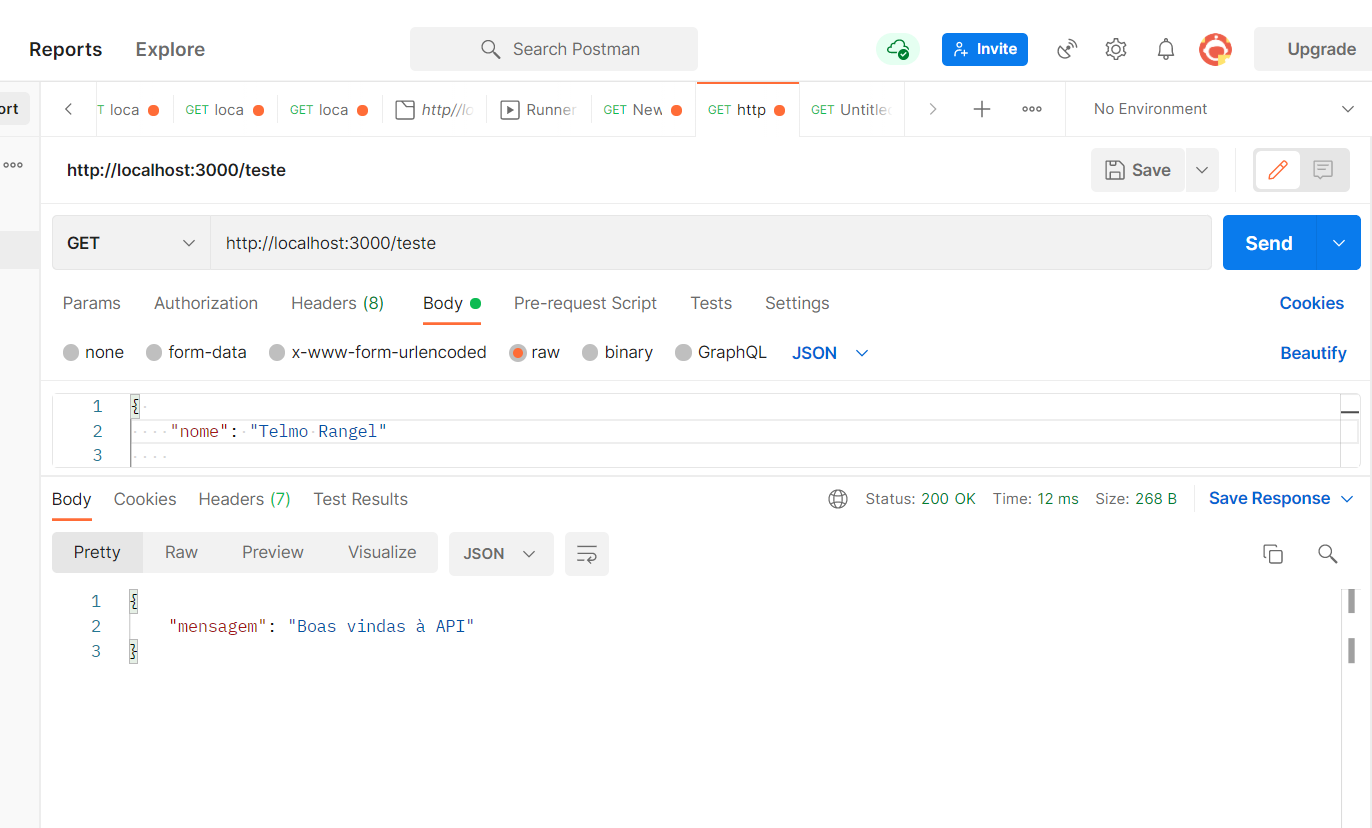 Reports Explore Search Postman Invite Upgrade
ort T loca GET loca GET loca http//lo Runner GET New GET http GET Untitle No Environment
http://localhost:3000/teste Save
GET http://localhost:3000/teste Send
Params Authorization Headers (8) Body Pre-request Script Tests Settings Cookies
none form-data x-www-form-urlencoded raw binary GraphQL JSON Beautify
1 {
2 "nome": "Telmo Rangel"
3
Body Cookies Headers (7) Test Results Status: 200 OK Time: 12 ms Size: 268 B Save Response
Pretty Raw Preview Visualize JSON
1 {
2 "mensagem": "Boas vindas à API"
3 }